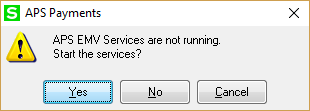 S APS Payments
APS EMV Services are not running.
Start the services?
Yes No Cancel